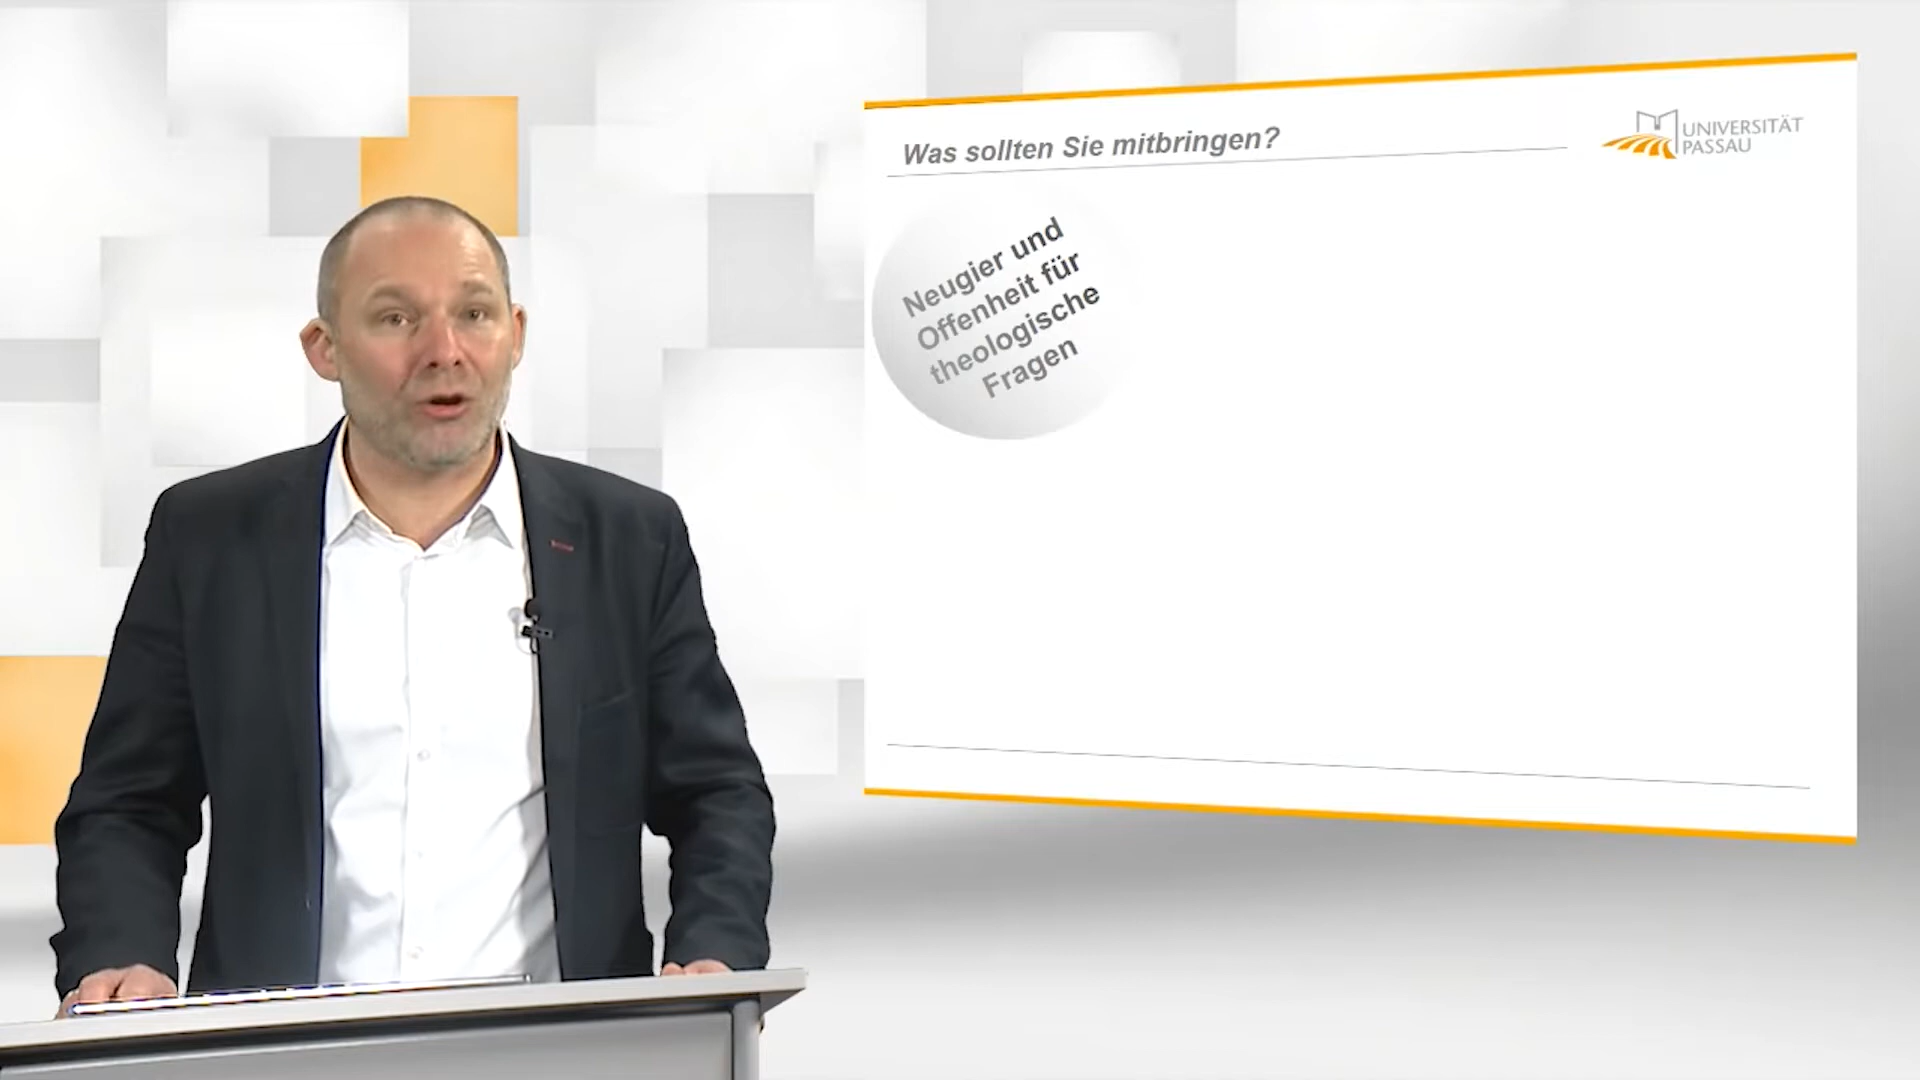 Was sollten Sie mitbringen?
UNIVERSITÄT
PASSAU
Neugier und
Offenheit für
theologische
Fragen